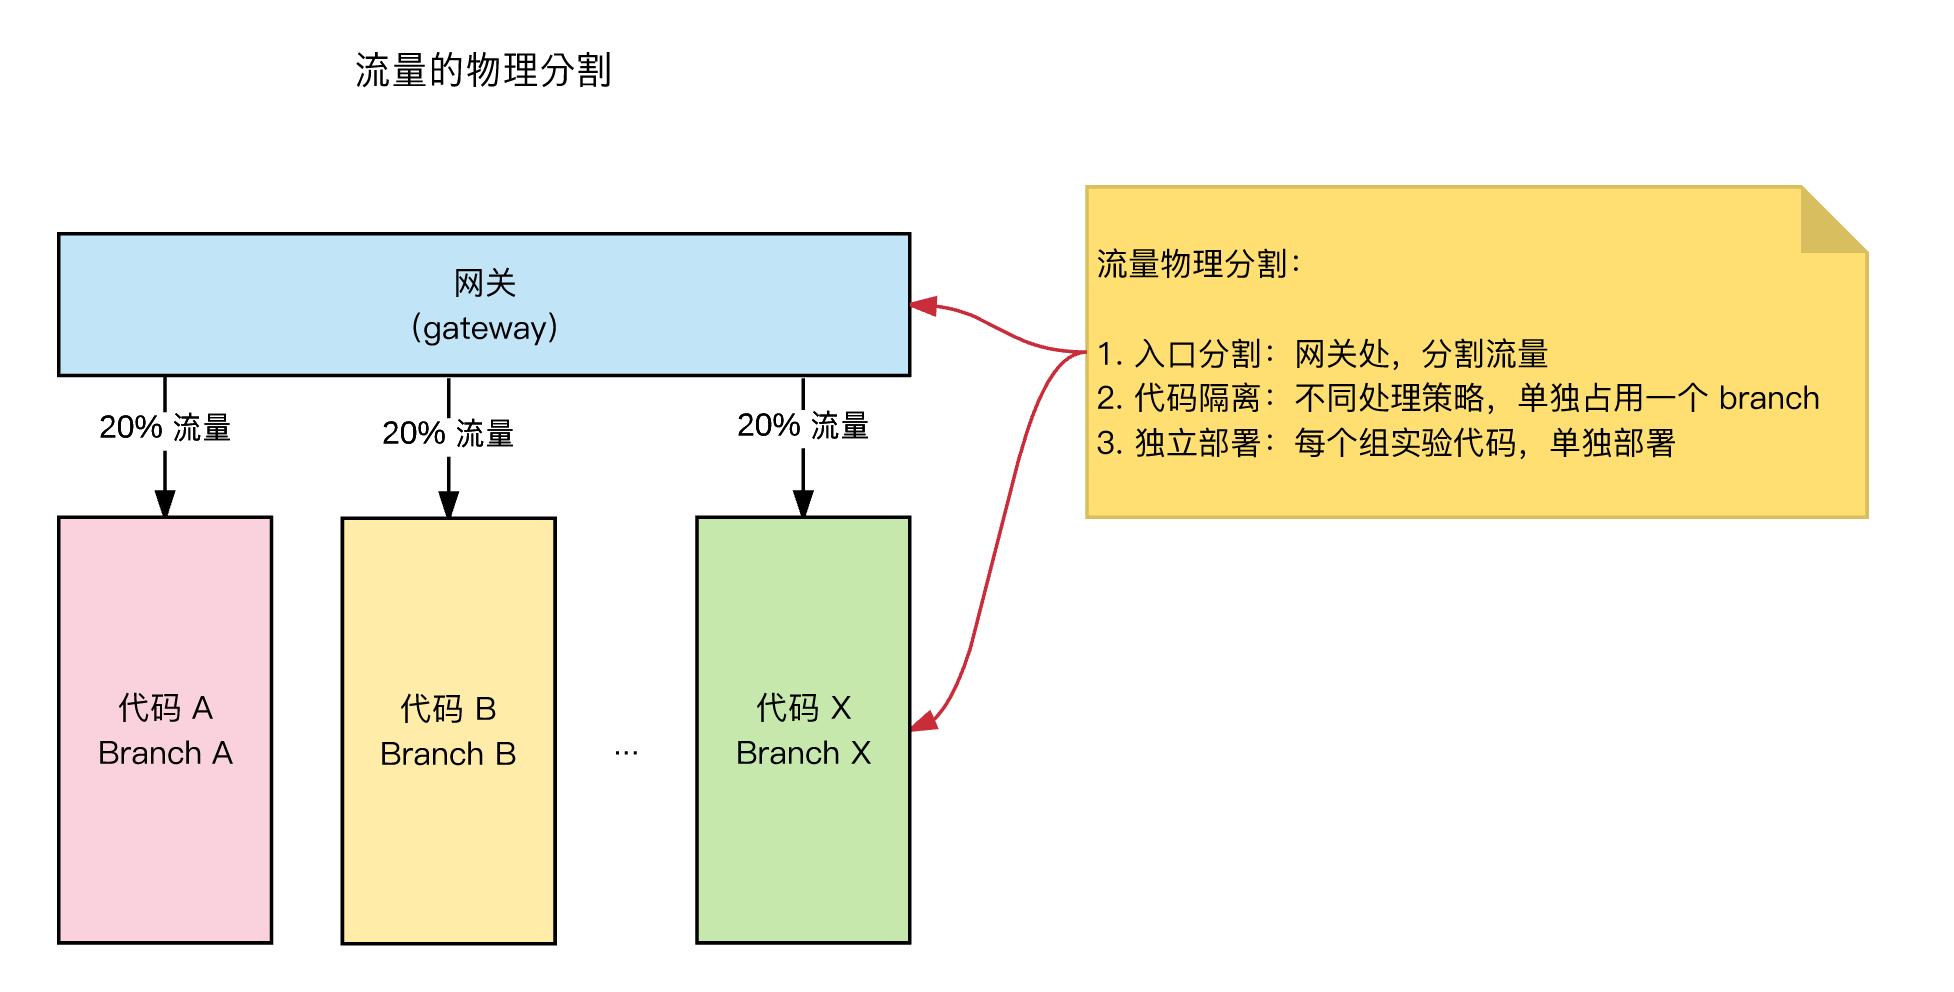 流量的物理分割
网关
(gateway)
20% 流量
20% 流量
20% 流量
代码 A
Branch A
代码 B
Branch B
...
代码 X
Branch X
流量物理分割：
1. 入口分割：网关处，分割流量
2. 代码隔离：不同处理策略，单独占用一个 branch
3. 独立部署：每个组实验代码，单独部署